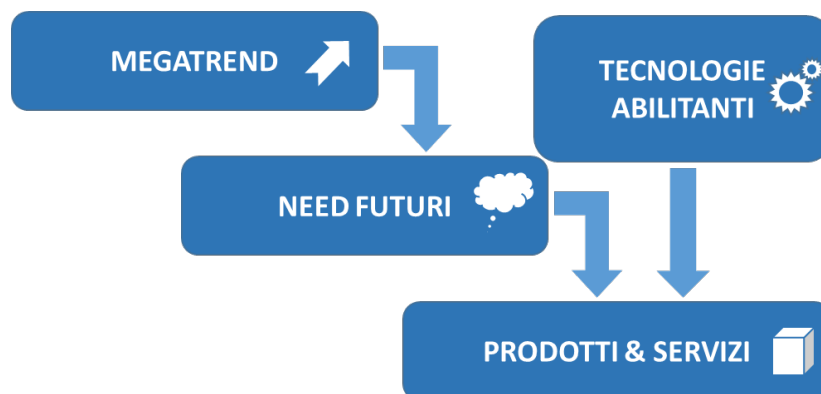 MEGATREND
TECNOLOGIE
ABILITANTI
NEED FUTURI
PRODOTTI & SERVIZI